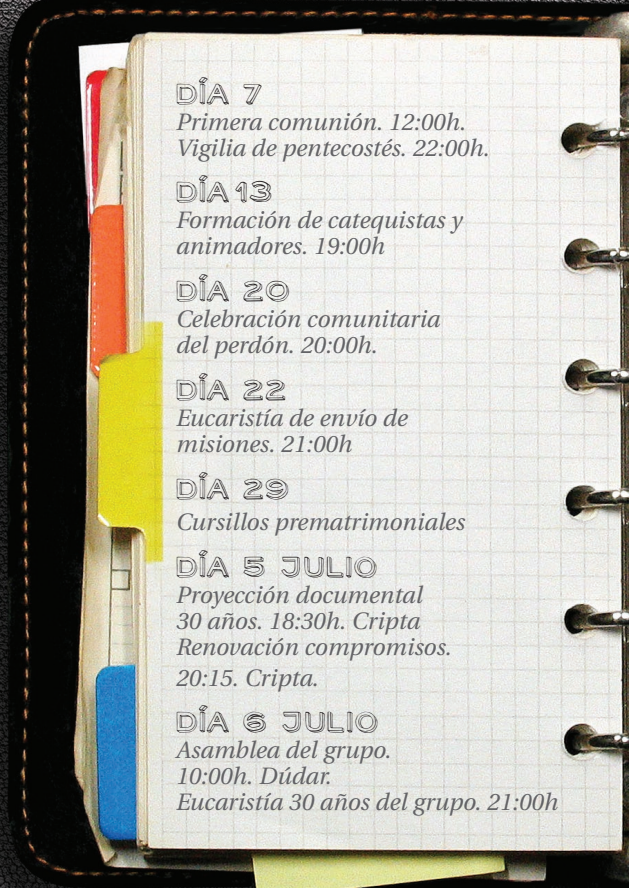 DÍA 7
Primera comunión. 12:00h.
Vigilia de pentecostés. 22:00h.
DÍA 13
Formación de catequistas y
animadores. 19:00h
DÍA 20
Celebración comunitaria
del perdón. 20:00h.
DÍA 22
Eucaristía de envío de
misiones. 21:00h
DÍA 29
Cursillos prematrimoniales
DÍA 5 JULIO
Proyección documental
30 años. 18:30h. Cripta
Renovación compromisos.
20:15. Cripta.
DÍA 6 JULIO
Asamblea del grupo.
10:00h. Dúdar.
Eucaristía 30 años del grupo. 21:00h